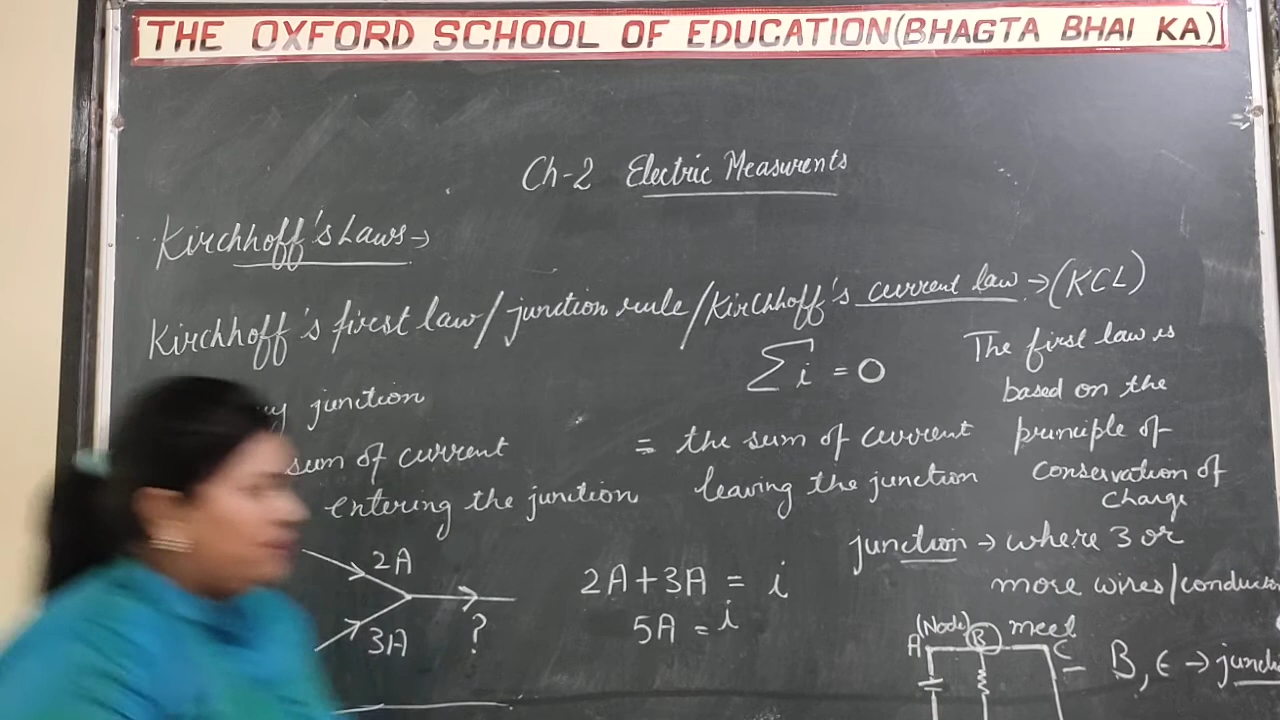 THE OXFORD SCHOOL OF EDUCATION(BHAGTA BHAI KA)
Ch-2 Electric Measurents
Kirchhoff's Laws→
Kirchhoff's first law/junction rule/Kirchhoff's current law→(KCL)
∑i = 0
The first law is
based on the
principle of
conservation of
charge
junction
sum of current = the sum of current
entering the junction leaving the junction
junction → where 3 or
more wires/conductor
meet
2A
3A
?
2A+3A = i
5A = i
(Node)
A B C
B, E → juncti